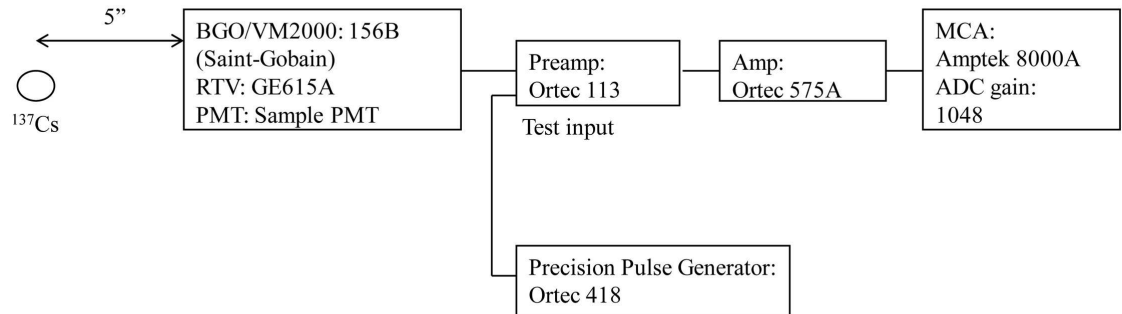 5”
137Cs
BGO/VM2000: 156B
(Saint-Gobain)
RTV: GE615A
PMT: Sample PMT
Preamp:
Ortec 113
Test input
Amp:
Ortec 575A
MCA:
Amptek 8000A
ADC gain:
1048
Precision Pulse Generator:
Ortec 418